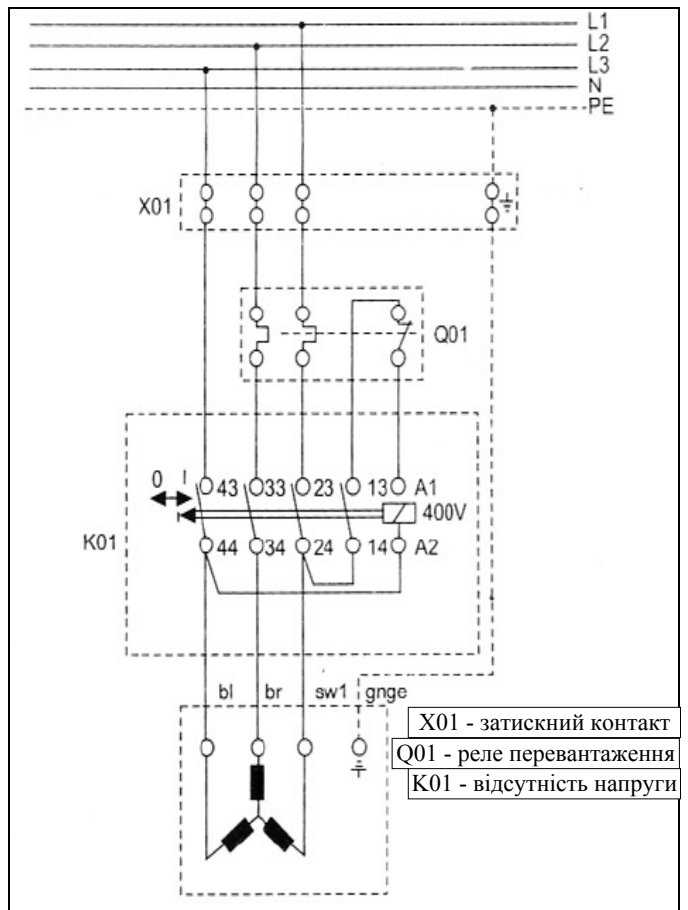 L1
L2
L3
N
PE
X01
Q01
0 I 43 33 23 13 A1
400V
K01
44 34 24 14 A2
bl br sw1 gnge
X01 - затискний контакт
Q01 - реле перевантаження
K01 - відсутність напруги